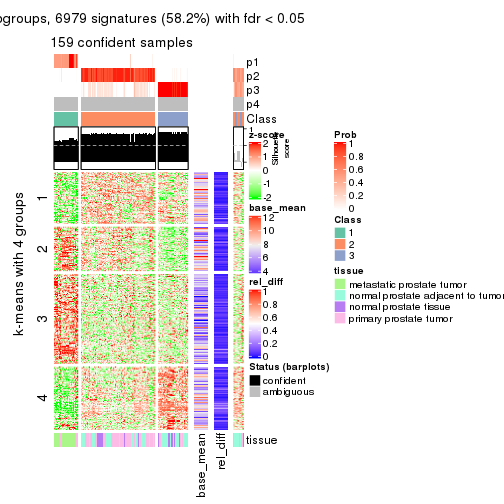 ogroups, 6979 signatures (58.2%) with fdr < 0.05
159 confident samples
p1
p2
p3
p4
Class
Silhouette
score
k-means with 4 groups
1
2
3
4
z-score
2
1
0
-1
-2
base_mean
12
10
8
6
4
rel_diff
1
0.8
0.6
0.4
0.2
0
Status (barplots)
confident
ambiguous
Prob
1
0.8
0.6
0.4
0.2
0
Class
1
2
3
tissue
metastatic prostate tumor
normal prostate adjacent to tumor
normal prostate tissue
primary prostate tumor
tissue
base_mean
rel_diff